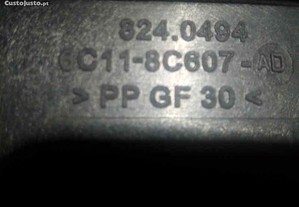 CustoJusto.pt
824.0494
6C11-8C607-AD
> PP GF 30 <